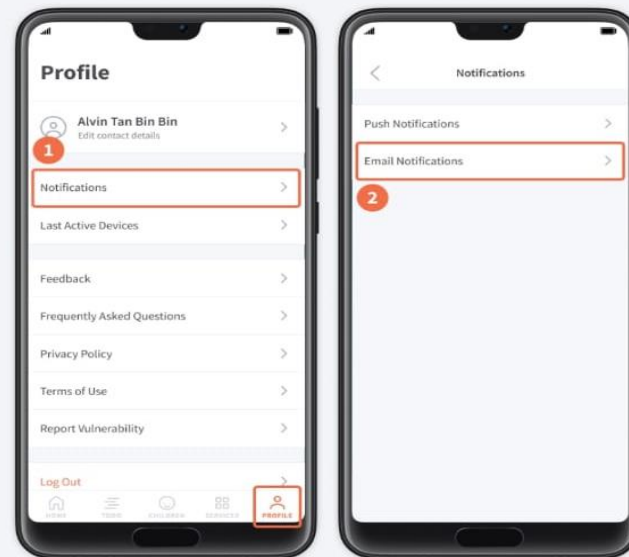 Profile
Alvin Tan Bin Bin
Edit contact details
1
Notifications
Last Active Devices
Feedback
Frequently Asked Questions
Privacy Policy
Terms of Use
Report Vulnerability
Log Out
HOME
TODO
CHILDREN
SERVICES
PROFILE
Notifications
Push Notifications
Email Notifications
2